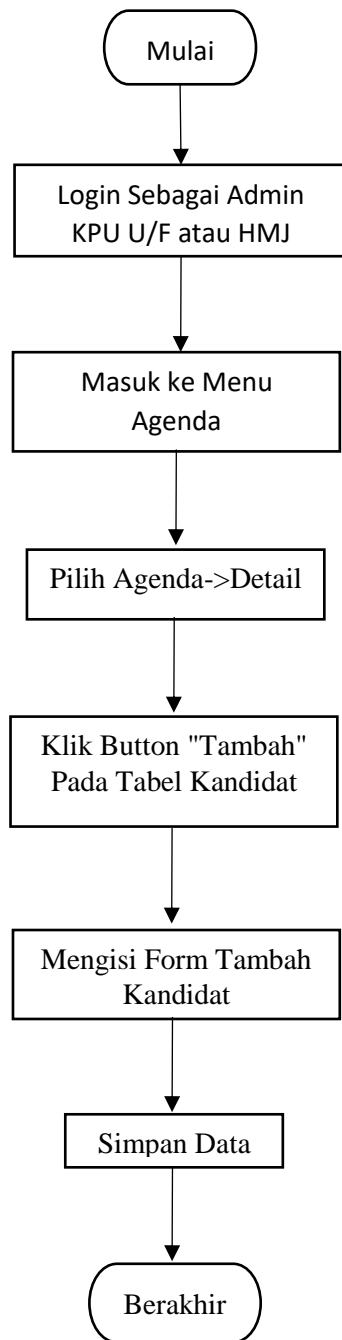 Mulai
Login Sebagai Admin
KPU U/F atau HMJ
Masuk ke Menu
Agenda
Pilih Agenda->Detail
Klik Button "Tambah"
Pada Tabel Kandidat
Mengisi Form Tambah
Kandidat
Simpan Data
Berakhir